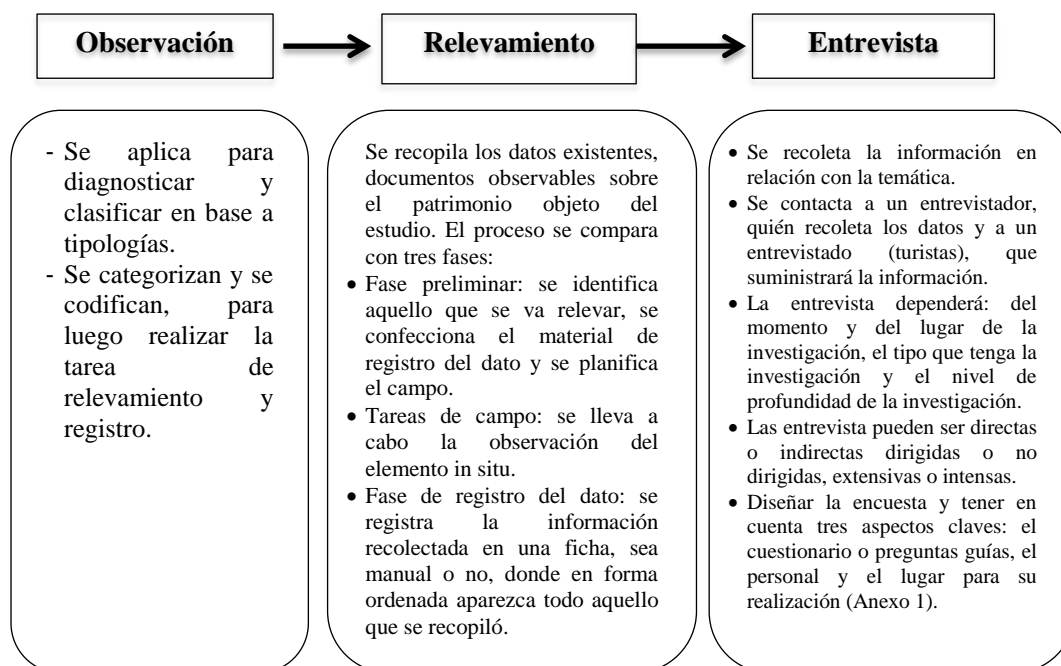 Observación
Relevamiento
Entrevista
- Se aplica para
diagnosticar y
clasificar en base a
tipologías.
- Se categorizan y se
codifican, para
luego realizar la
tarea de
relevamiento y
registro.
Se recopila los datos existentes,
documentos observables sobre
el patrimonio objeto del
estudio. El proceso se compara
con tres fases:
• Fase preliminar: se identifica
aquello que se va relevar, se
confecciona el material de
registro del dato y se planifica
el campo.
• Tareas de campo: se lleva a
cabo la observación del
elemento in situ.
• Fase de registro del dato: se
registra la información
recolectada en una ficha, sea
manual o no, donde en forma
ordenada aparezca todo aquello
que se recopiló.
• Se recoleta la información en
relación con la temática.
• Se contacta a un entrevistador,
quién recoleta los datos y a un
entrevistado (turistas), que
suministrará la información.
• La entrevista dependerá: del
momento y del lugar de la
investigación, el tipo que tenga la
investigación y el nivel de
profundidad de la investigación.
• Las entrevista pueden ser directas
o indirectas dirigidas o no
dirigidas, extensivas o intensas.
• Diseñar la encuesta y tener en
cuenta tres aspectos claves: el
cuestionario o preguntas guías, el
personal y el lugar para su
realización (Anexo 1).